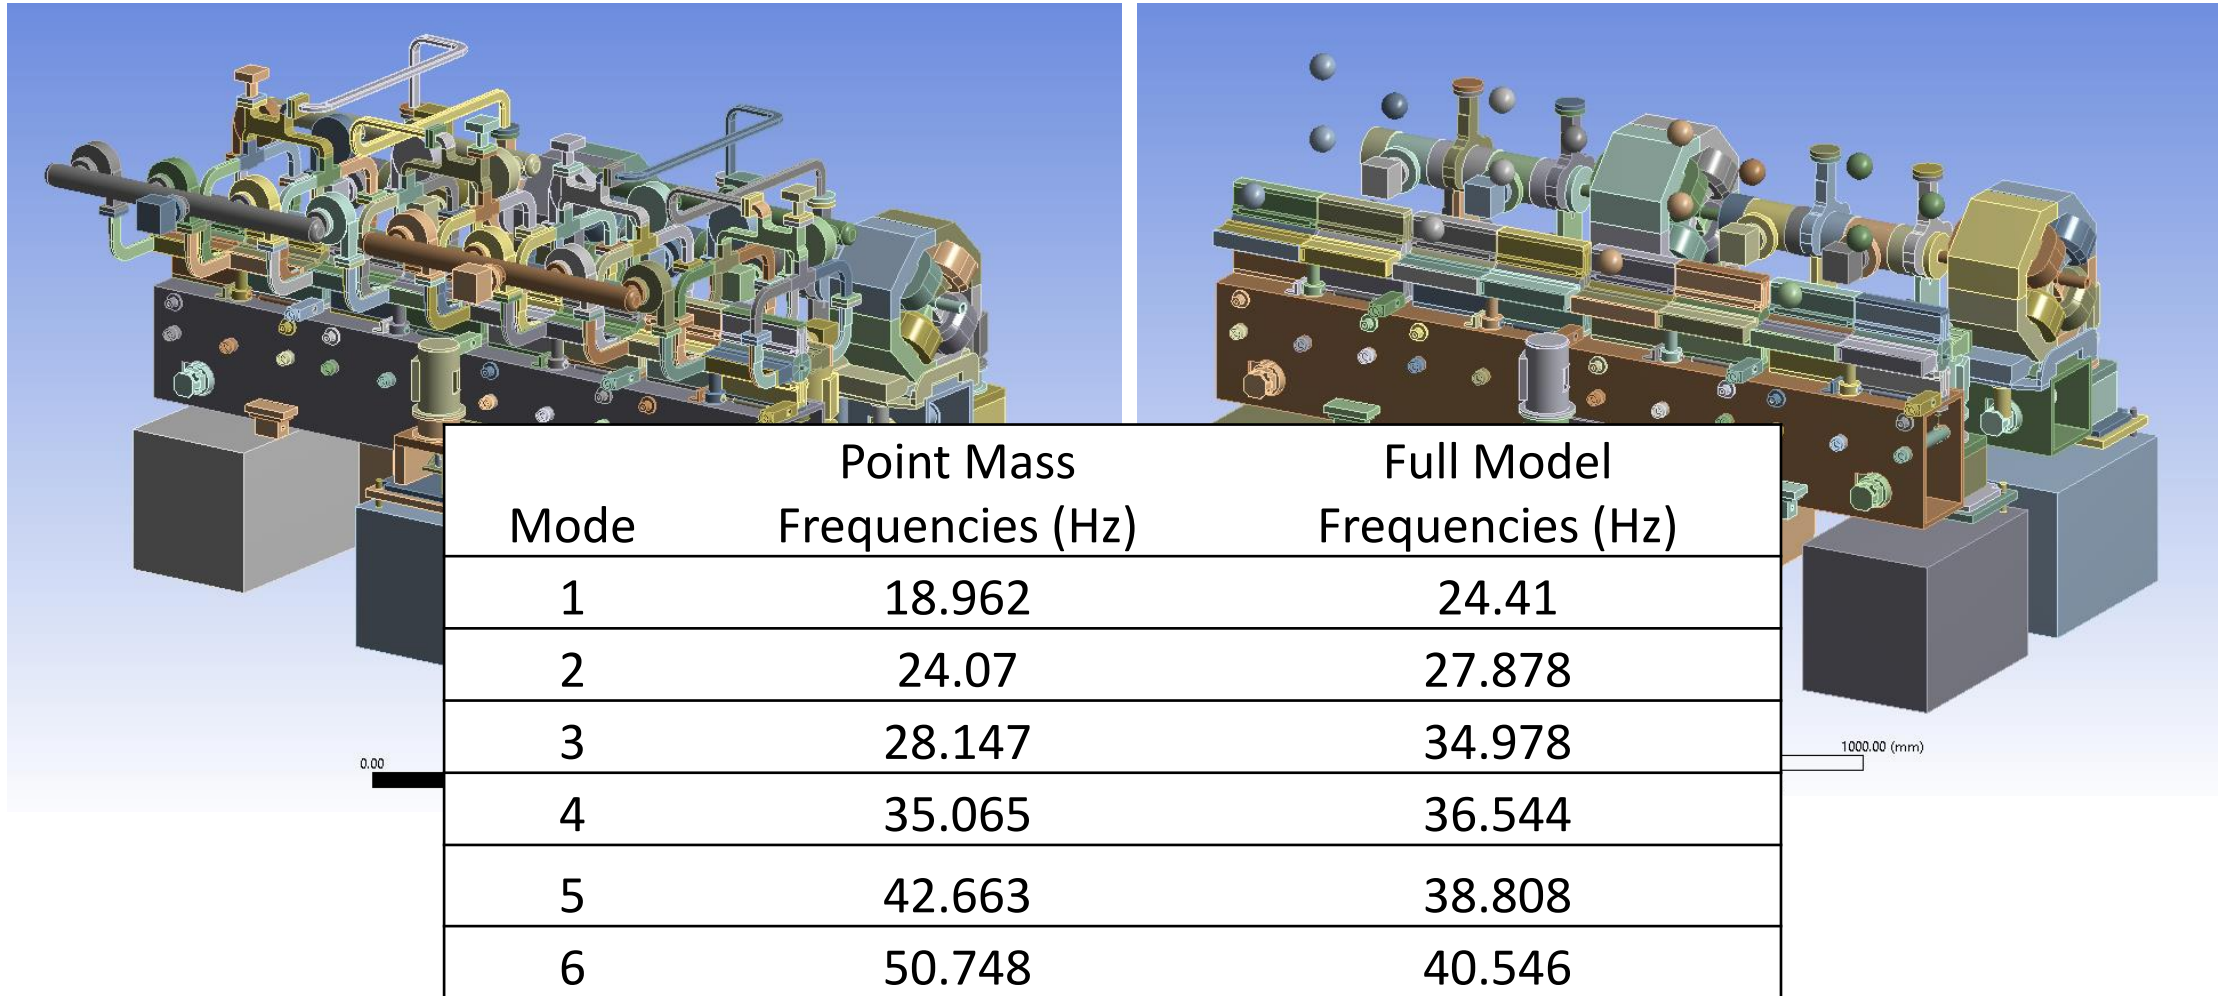 Point Mass Full Model
Mode Frequencies (Hz) Frequencies (Hz)
1 18.962 24.41
2 24.07 27.878
3 28.147 34.978
4 35.065 36.544
5 42.663 38.808
6 50.748 40.546
0.00
1000.00 (mm)